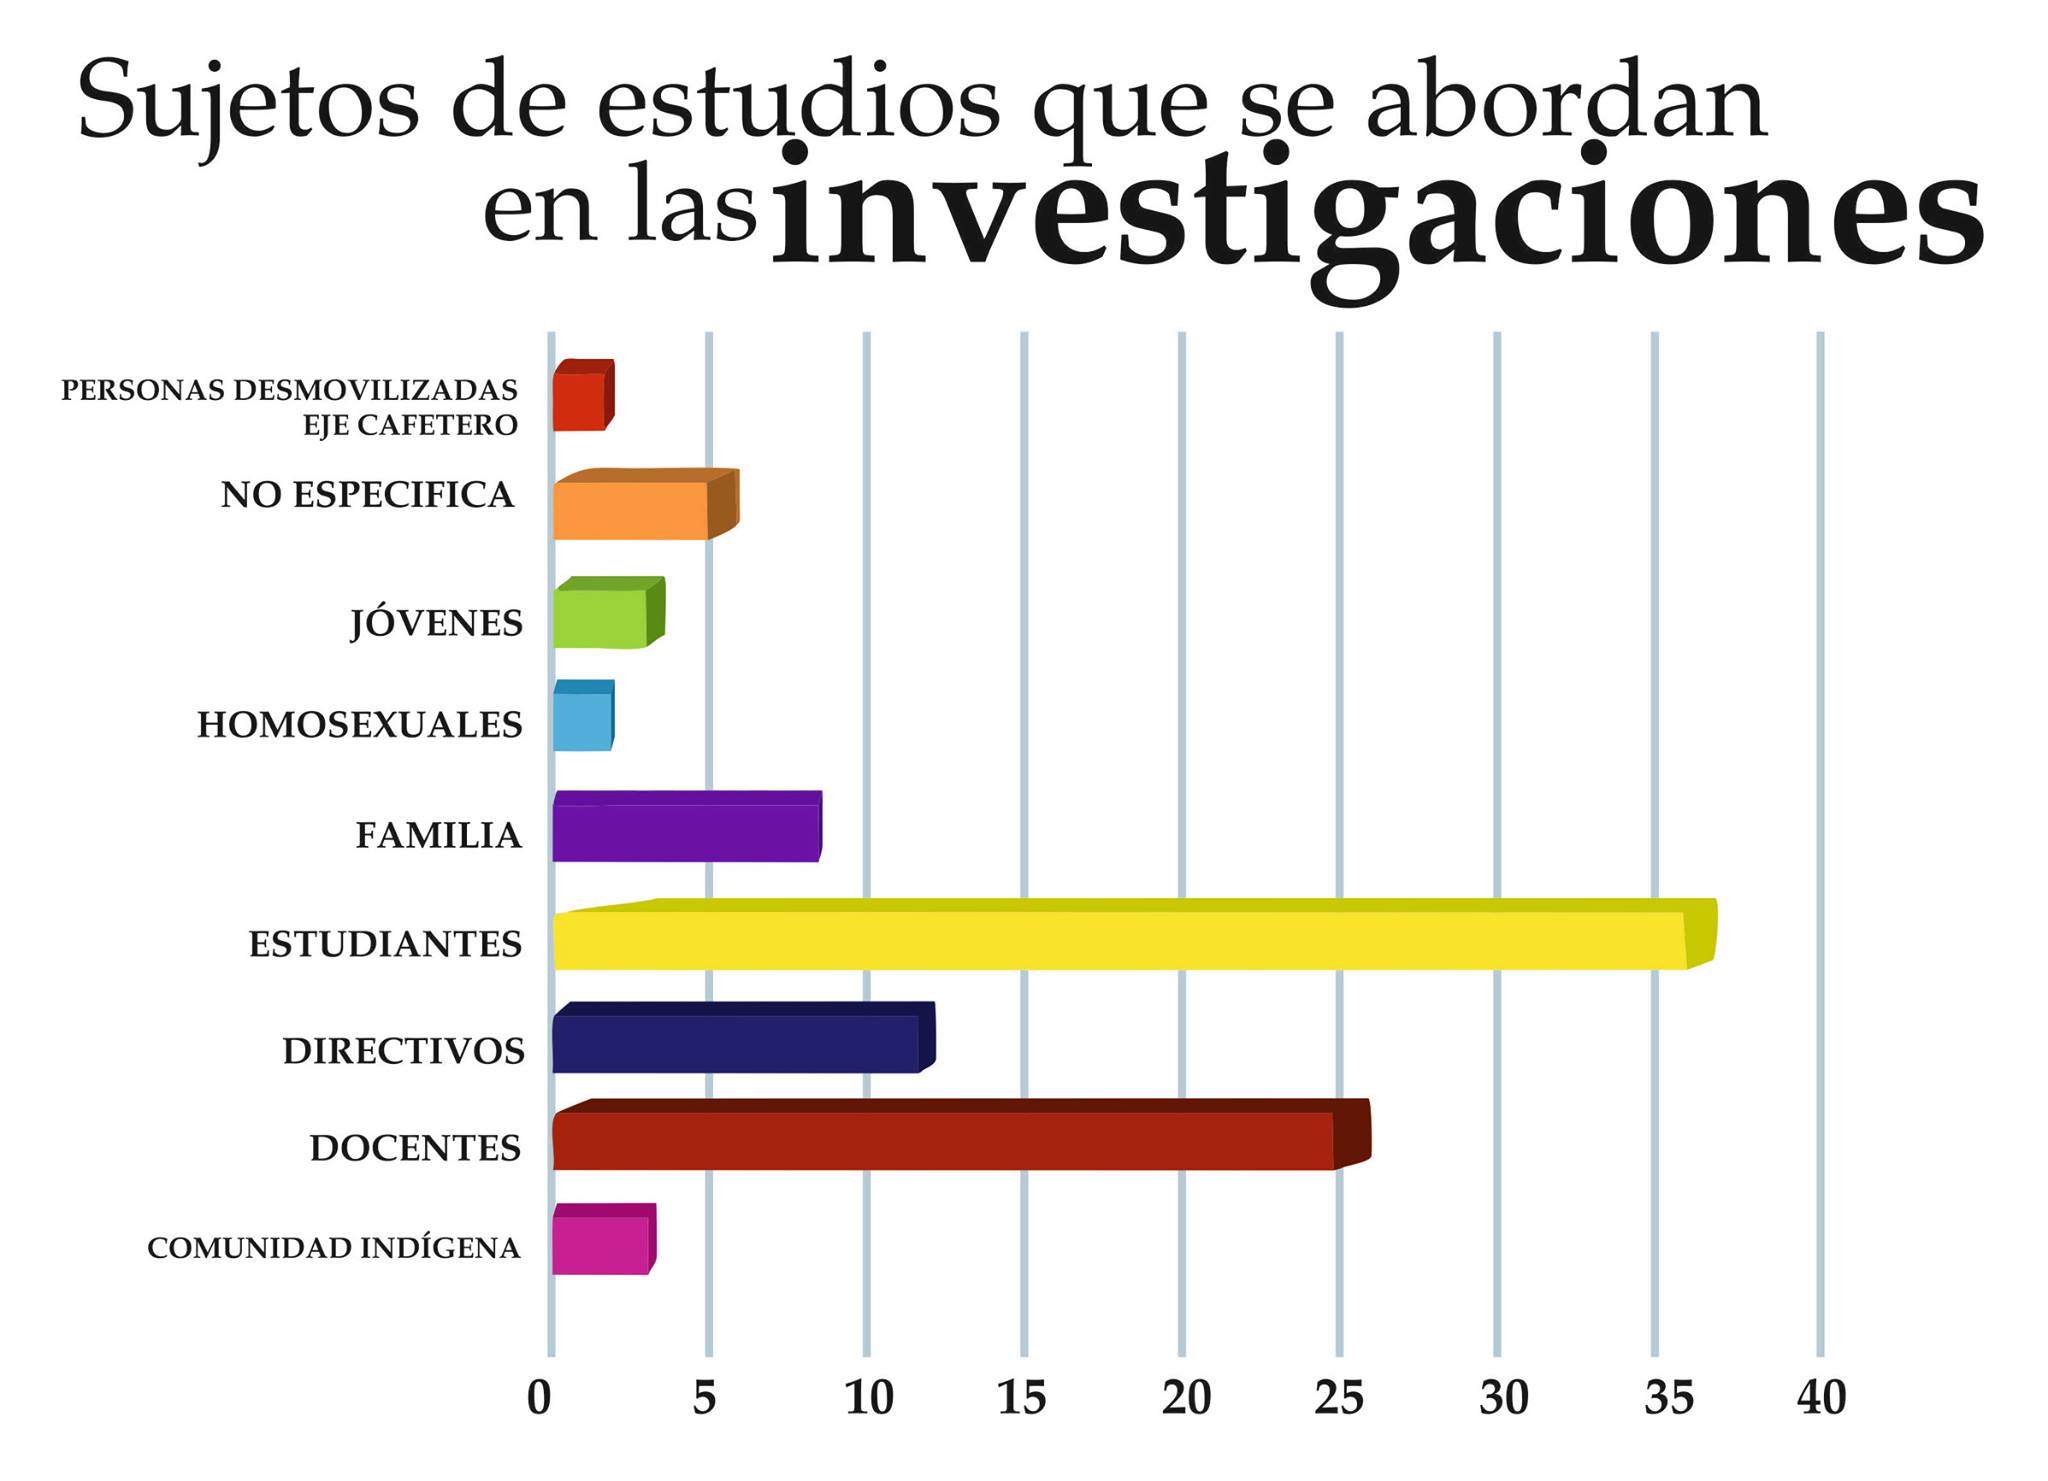 Sujetos de estudios que se abordan
en las investigaciones
PERSONAS DESMOVILIZADAS
EJE CAFETERO
NO ESPECIFICA
JÓVENES
HOMOSEXUALES
FAMILIA
ESTUDIANTES
DIRECTIVOS
DOCENTES
COMUNIDAD INDÍGENA
0 5 10 15 20 25 30 35 40